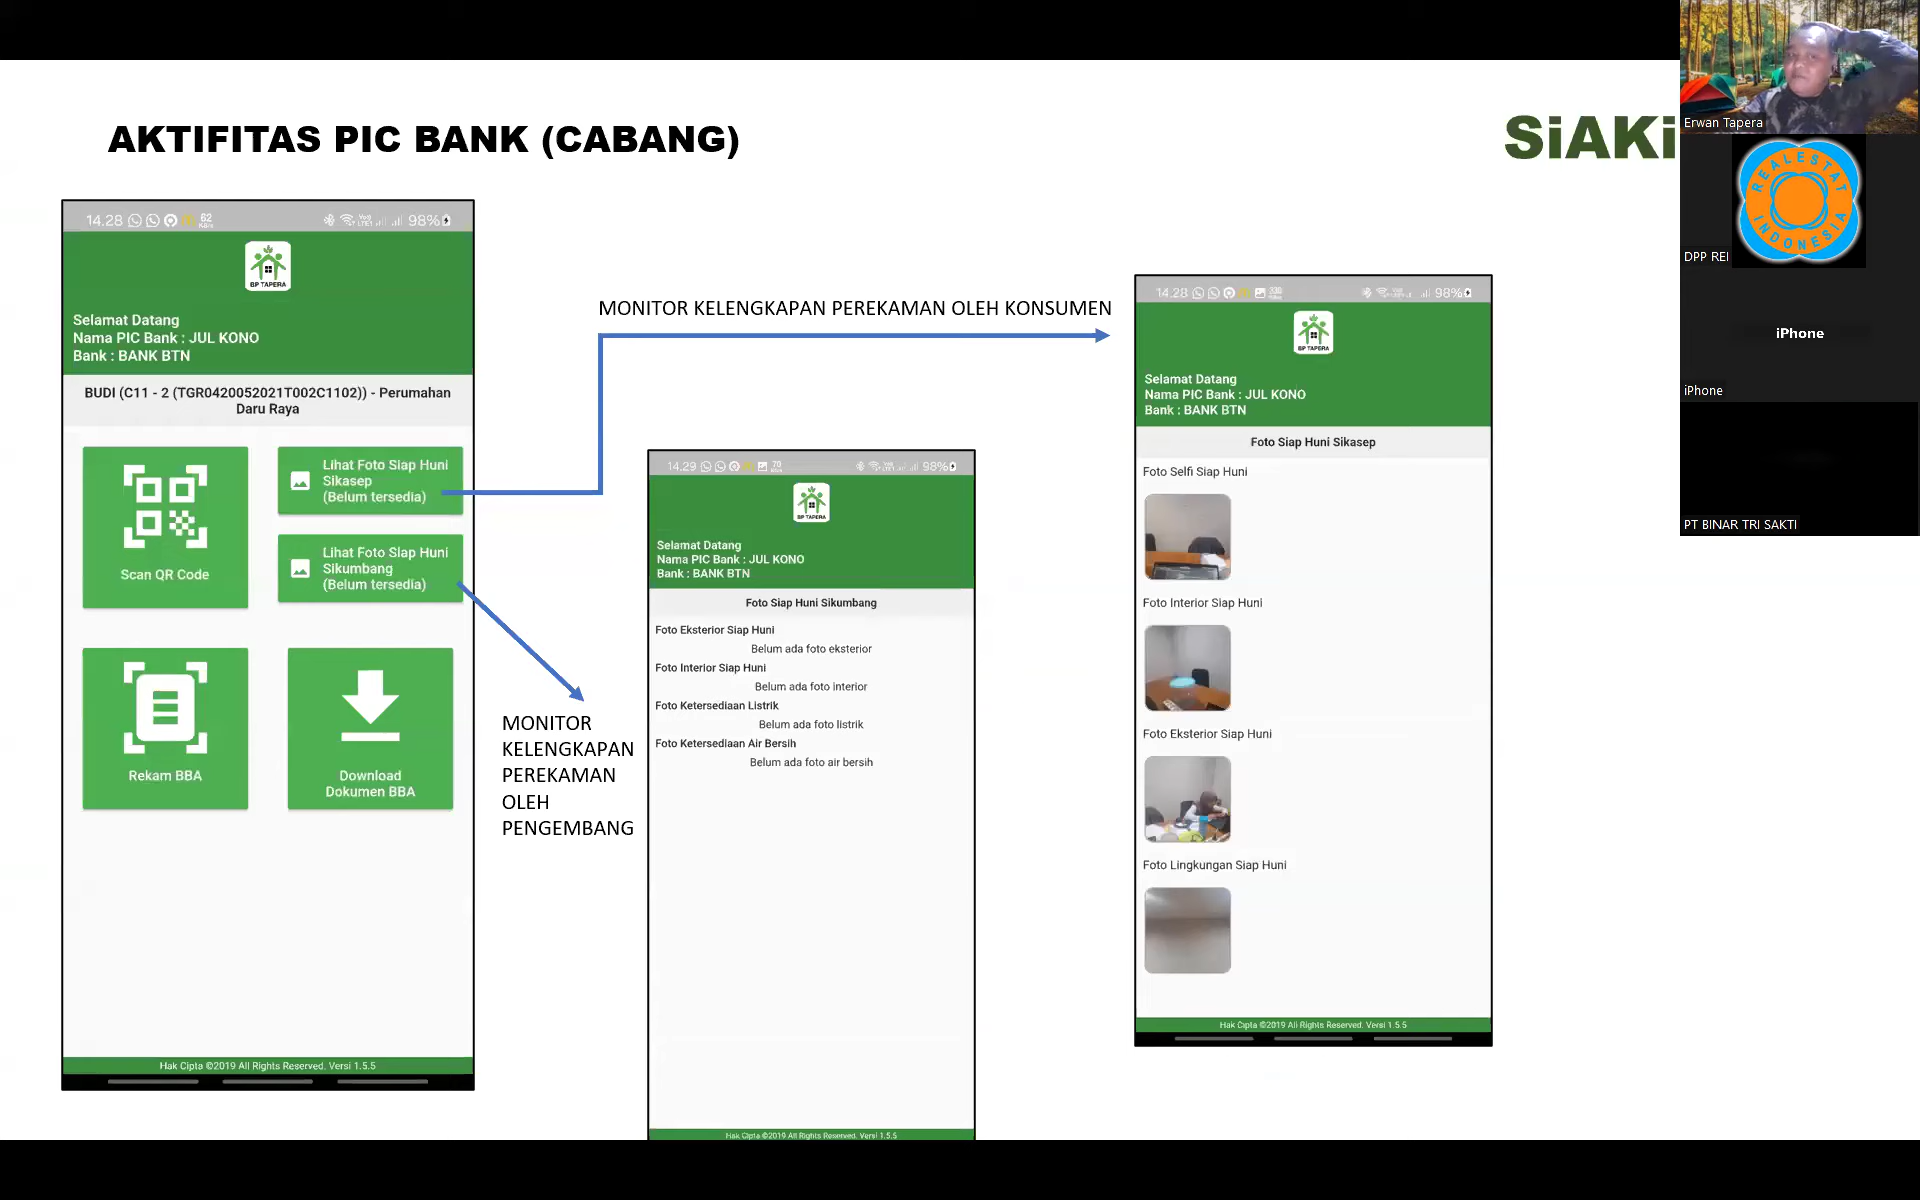 AKTIFITAS PIC BANK (CABANG)
SiAKi
14.28
62
KB/s
98%
BP TAPERA
Selamat Datang
Nama PIC Bank : JUL KONO
Bank : BANK BTN
BUDI (C11 - 2 (TGR0420052021T002C1102)) - Perumahan
Daru Raya
Scan QR Code
Lihat Foto Siap Huni
Sikasep
(Belum tersedia)
Lihat Foto Siap Huni
Sikumbang
(Belum tersedia)
Rekam BBA
Download
Dokumen BBA
Hak Cipta ©2019 All Rights Reserved. Versi 1.5.5
MONITOR KELENGKAPAN PEREKAMAN OLEH KONSUMEN
MONITOR
KELENGKAPAN
PEREKAMAN
OLEH
PENGEMBANG
14.29
98%
BP TAPERA
Selamat Datang
Nama PIC Bank : JUL KONO
Bank : BANK BTN
Foto Siap Huni Sikumbang
Foto Eksterior Siap Huni
Belum ada foto eksterior
Foto Interior Siap Huni
Belum ada foto interior
Foto Ketersediaan Listrik
Belum ada foto listrik
Foto Ketersediaan Air Bersih
Belum ada foto air bersih
Hak Cipta ©2019 All Rights Reserved. Versi 1.5.5
14.28
98%
BP TAPERA
Selamat Datang
Nama PIC Bank : JUL KONO
Bank : BANK BTN
Foto Siap Huni Sikasep
Foto Selfi Siap Huni
Foto Interior Siap Huni
Foto Eksterior Siap Huni
Foto Lingkungan Siap Huni
Hak Cipta ©2019 All Rights Reserved. Versi 1.5.5
Erwan Tapera
REALESTAT
INDONESIA
DPP REI
iPhone
iPhone
PT BINAR TRI SAKTI